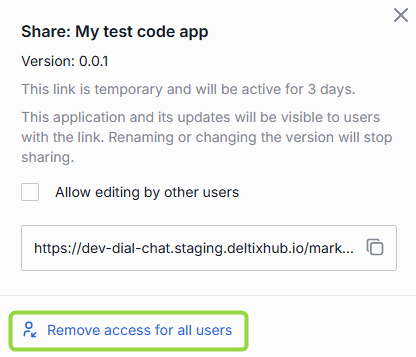 Share: My test code app
Version: 0.0.1
This link is temporary and will be active for 3 days.
This application and its updates will be visible to users
with the link. Renaming or changing the version will stop
sharing.
Allow editing by other users
https://dev-dial-chat.staging.deltixhub.io/mark...
Remove access for all users